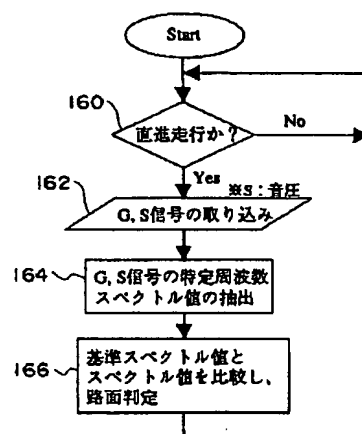 Start
160
直進走行か?
No
Yes
※S:音圧
162
G, S信号の取り込み
164
G, S信号の特定周波数
スペクトル値の抽出
166
基準スペクトル値と
スペクトル値を比較し、
路面判定